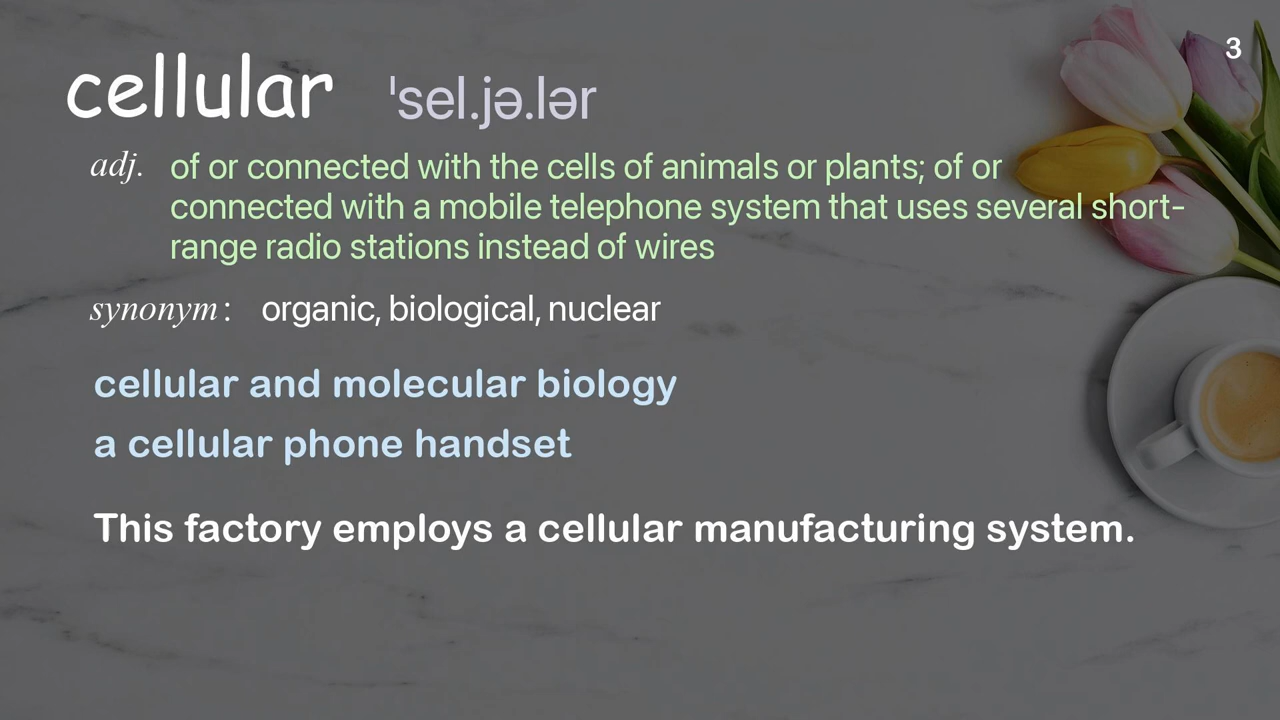 3
cellular ˈsel.jə.lər
adj. of or connected with the cells of animals or plants; of or
connected with a mobile telephone system that uses several short-
range radio stations instead of wires
synonym: organic, biological, nuclear
cellular and molecular biology
a cellular phone handset
This factory employs a cellular manufacturing system.